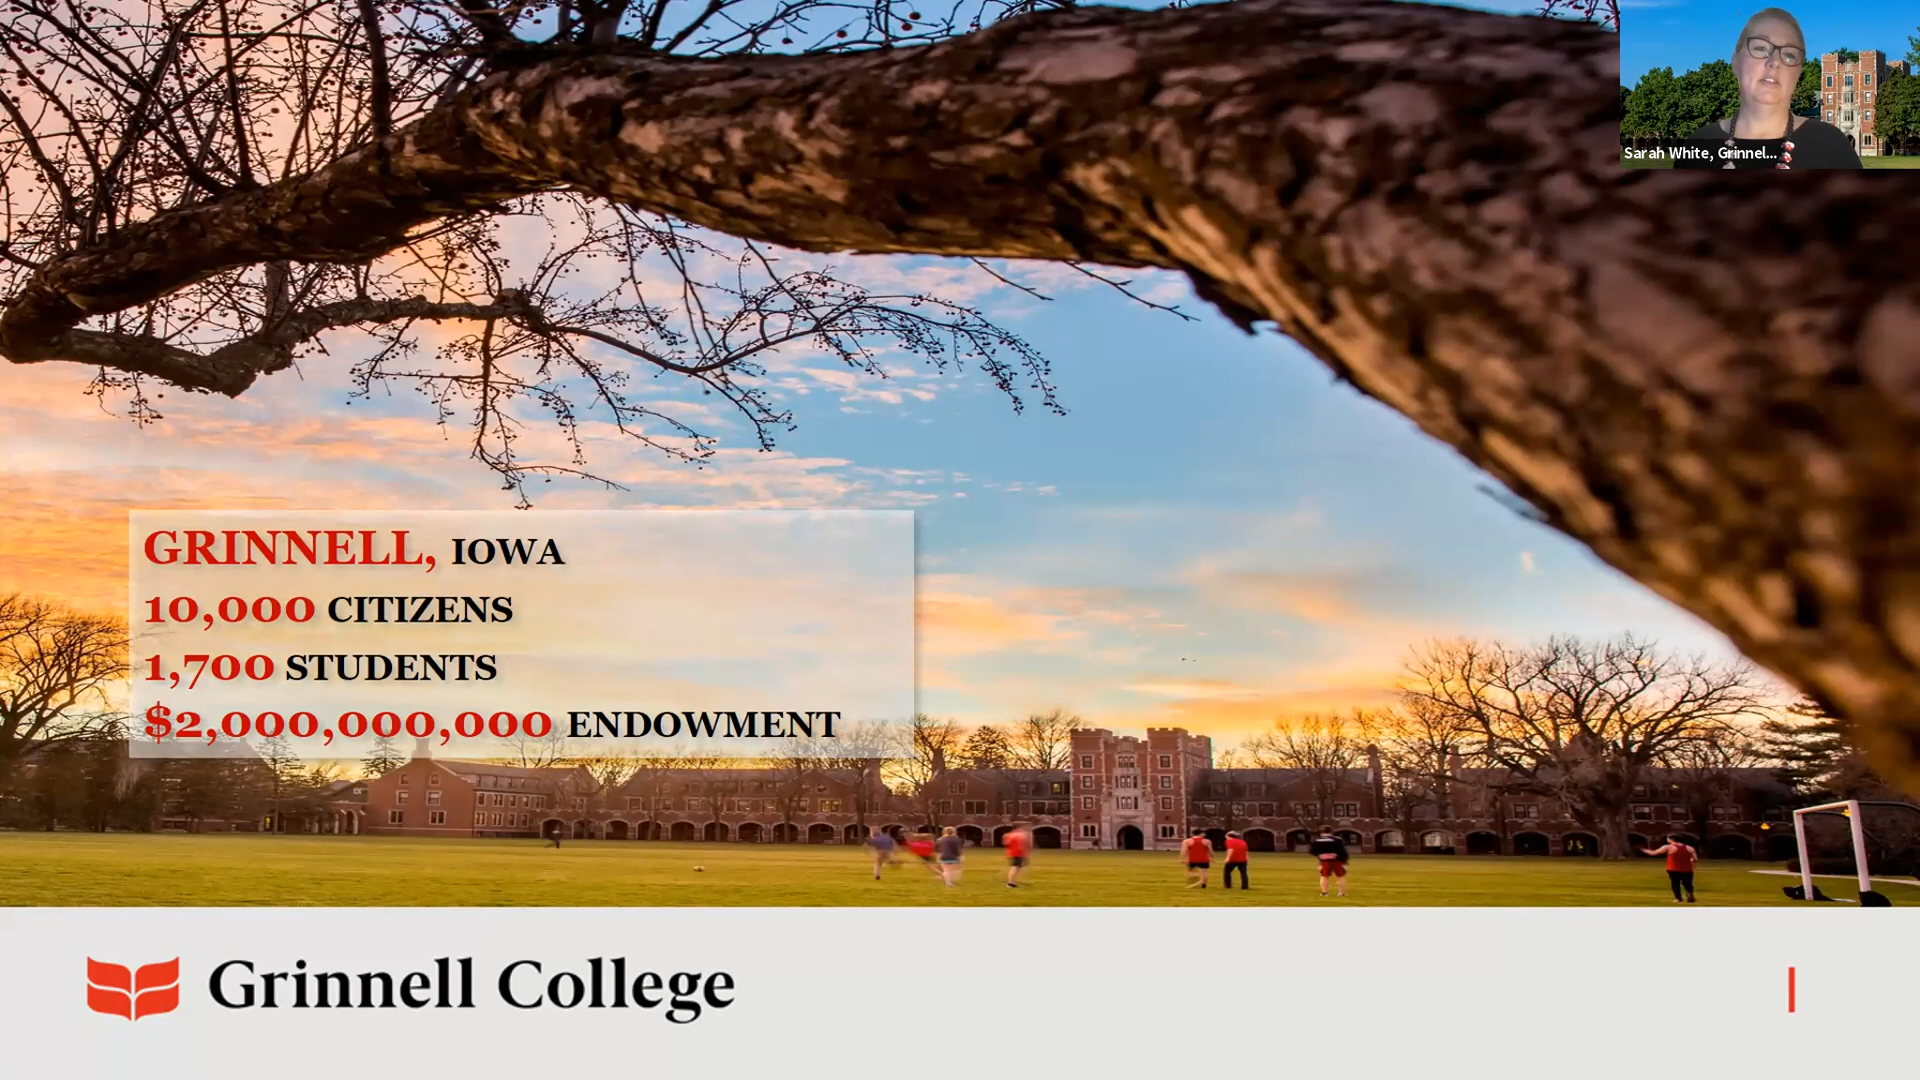 Sarah White, Grinnel...
GRINNELL, IOWA
10,000 CITIZENS
1,700 STUDENTS
$2,000,000,000 ENDOWMENT
Grinnell College